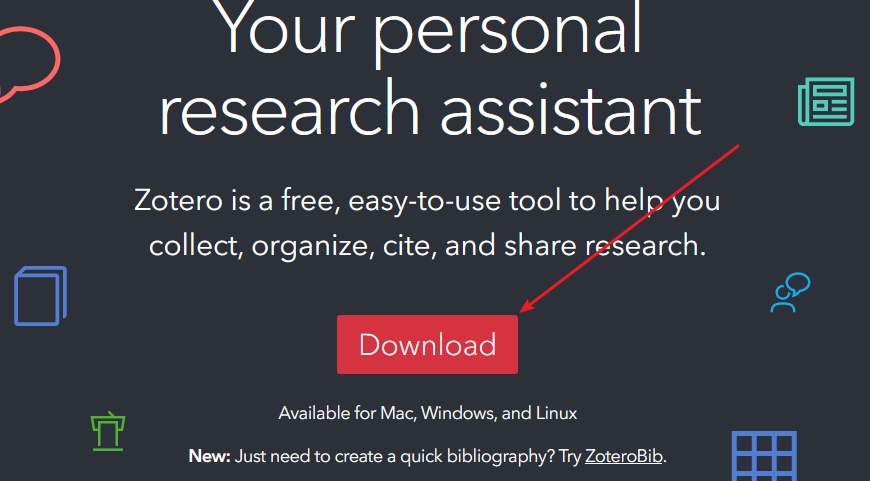 Your personal
research assistant
Zotero is a free, easy-to-use tool to help you
collect, organize, cite, and share research.
Download
Available for Mac, Windows, and Linux
New: Just need to create a quick bibliography? Try ZoteroBib.